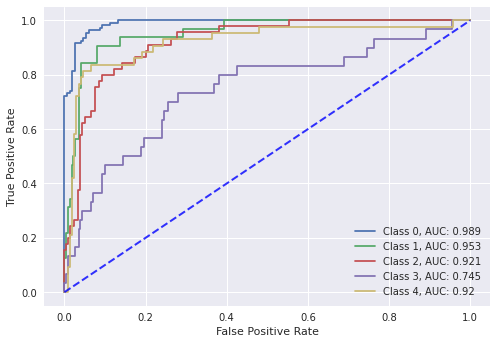 True Positive Rate
1.0
0.8
0.6
0.4
0.2
0.0
Class 0, AUC: 0.989
Class 1, AUC: 0.953
Class 2, AUC: 0.921
Class 3, AUC: 0.745
Class 4, AUC: 0.92
0.0 0.2 0.4 0.6 0.8 1.0
False Positive Rate